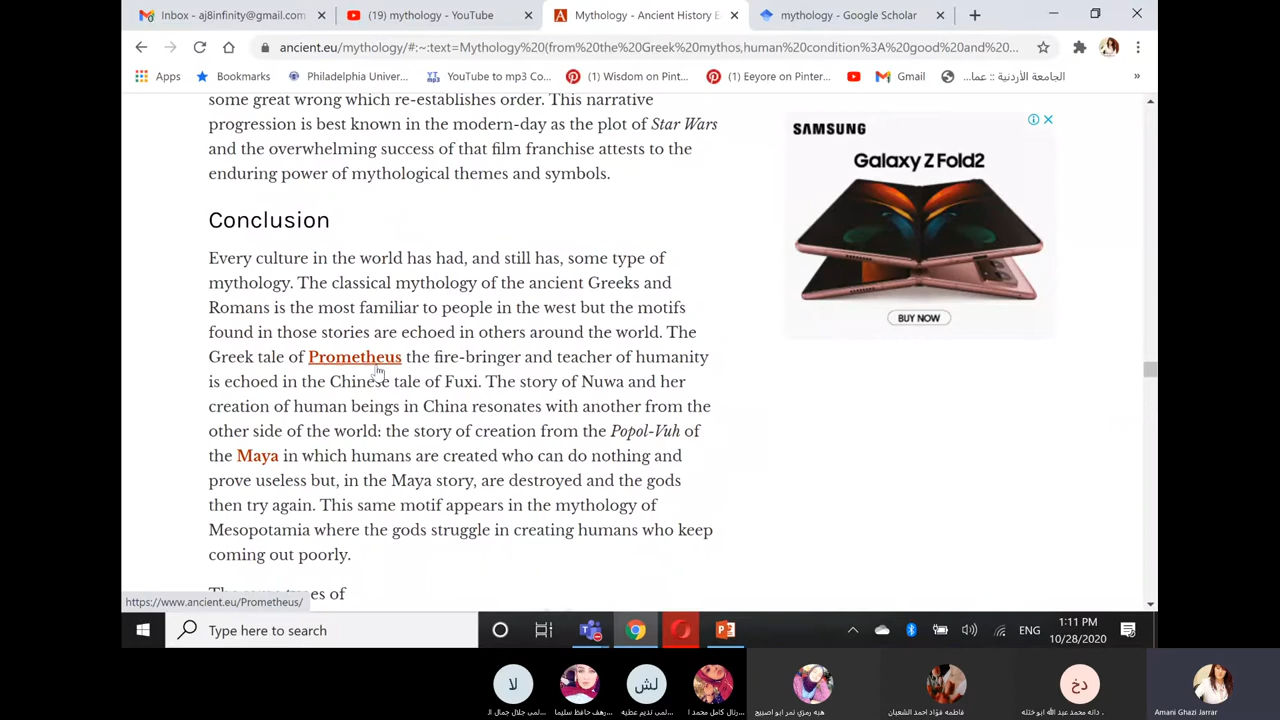 Inbox - aj8infinity@gmail.com
(19) mythology - YouTube
Mythology - Ancient History E
mythology - Google Scholar
ancient.eu/mythology/#:~:text=Mythology%20(from%20the%20Greek%20mythos,human%20condition%3A%20good%20and%20...
Apps
Bookmarks
Philadelphia Univer...
YouTube to mp3 Co...
(1) Wisdom on Pint...
(1) Eeyore on Pinter...
Gmail
الجامعة الأردنية :: عما...
»
some great wrong which re-establishes order. This narrative
progression is best known in the modern-day as the plot of Star Wars
and the overwhelming success of that film franchise attests to the
enduring power of mythological themes and symbols.
SAMSUNG
Galaxy Z Fold2
BUY NOW
Conclusion
Every culture in the world has had, and still has, some type of
mythology. The classical mythology of the ancient Greeks and
Romans is the most familiar to people in the west but the motifs
found in those stories are echoed in others around the world. The
Greek tale of Prometheus the fire-bringer and teacher of humanity
is echoed in the Chinese tale of Fuxi. The story of Nuwa and her
creation of human beings in China resonates with another from the
other side of the world: the story of creation from the Popol-Vuh of
the Maya in which humans are created who can do nothing and
prove useless but, in the Maya story, are destroyed and the gods
then try again. This same motif appears in the mythology of
Mesopotamia where the gods struggle in creating humans who keep
coming out poorly.
of
https://www.ancient.eu/Prometheus/
Type here to search
ENG
1:11 PM
10/28/2020
لا
لش
دخ
هبه رمزي نمر ابو اصبيح
فاطمه فؤاد احمد الشعيان
Amani Ghazi Jarrar